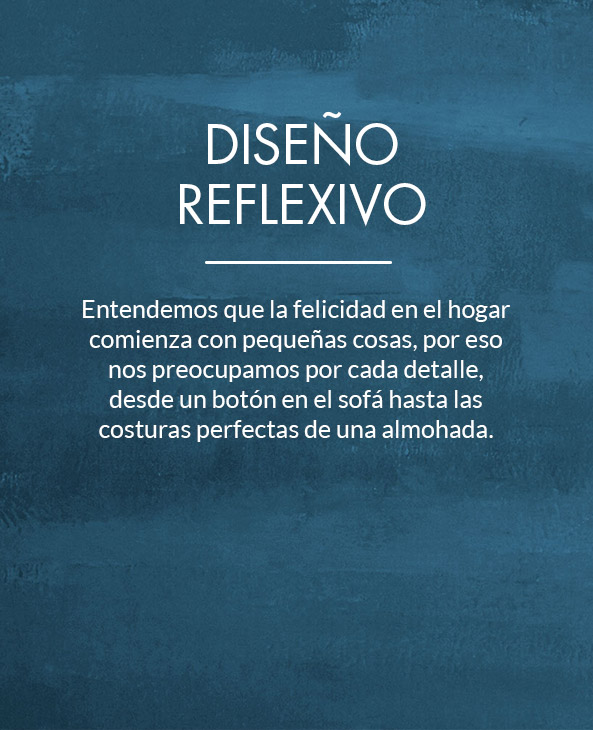 DISEÑO
REFLEXIVO
Entendemos que la felicidad en el hogar
comienza con pequeñas cosas, por eso
nos preocupamos por cada detalle,
desde un botón en el sofá hasta las
costuras perfectas de una almohada.